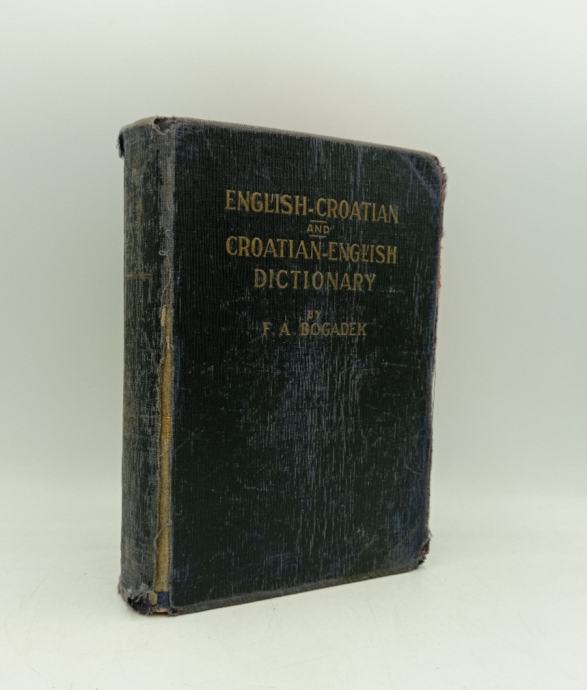 ENGLISH-CROATIAN
AND
CROATIAN-ENGLISH
DICTIONARY
BY
F. A. BOGADEK